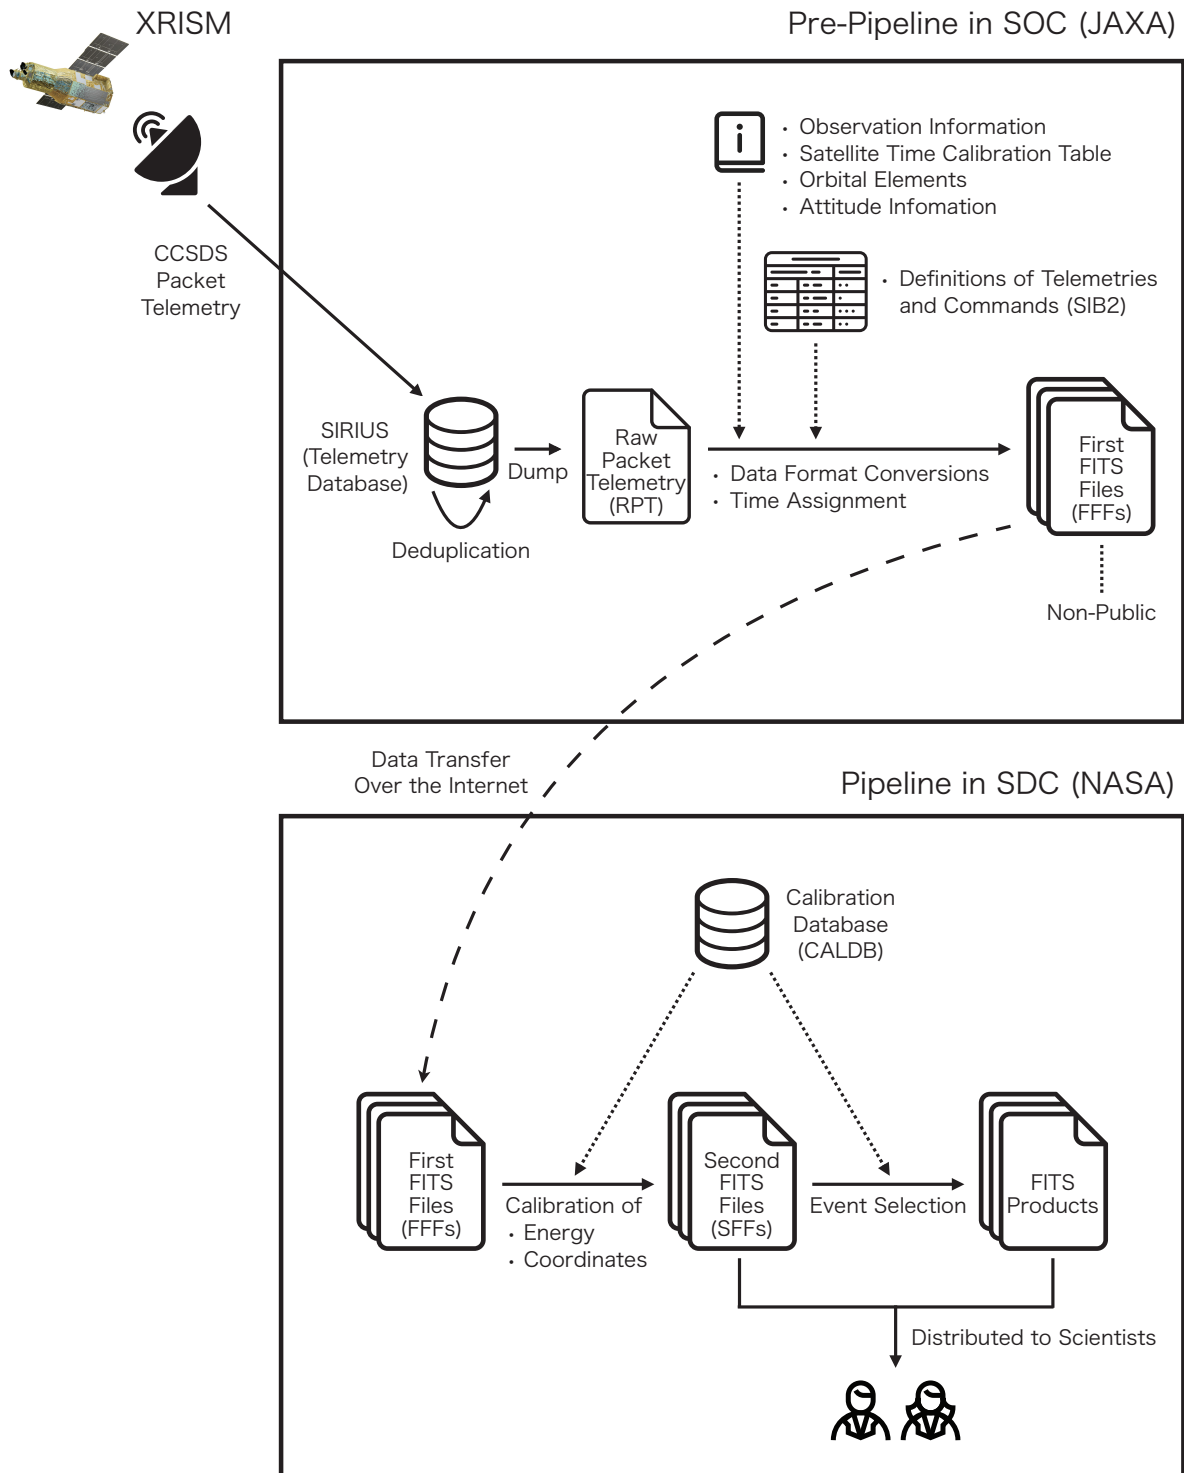 XRISM
Pre-Pipeline in SOC (JAXA)
• Observation Information
• Satellite Time Calibration Table
• Orbital Elements
• Attitude Infomation
CCSDS
Packet
Telemetry
• Definitions of Telemetries
and Commands (SIB2)
SIRIUS
(Telemetry
Database)
Dump
Deduplication
Raw
Packet
Telemetry
(RPT)
• Data Format Conversions
• Time Assignment
First
FITS
Files
(FFFs)
Non-Public
Data Transfer
Over the Internet
Pipeline in SDC (NASA)
Calibration
Database
(CALDB)
First
FITS
Files
(FFFs)
Calibration of
• Energy
• Coordinates
Second
FITS
Files
(SFFs)
Event Selection
FITS
Products
Distributed to Scientists